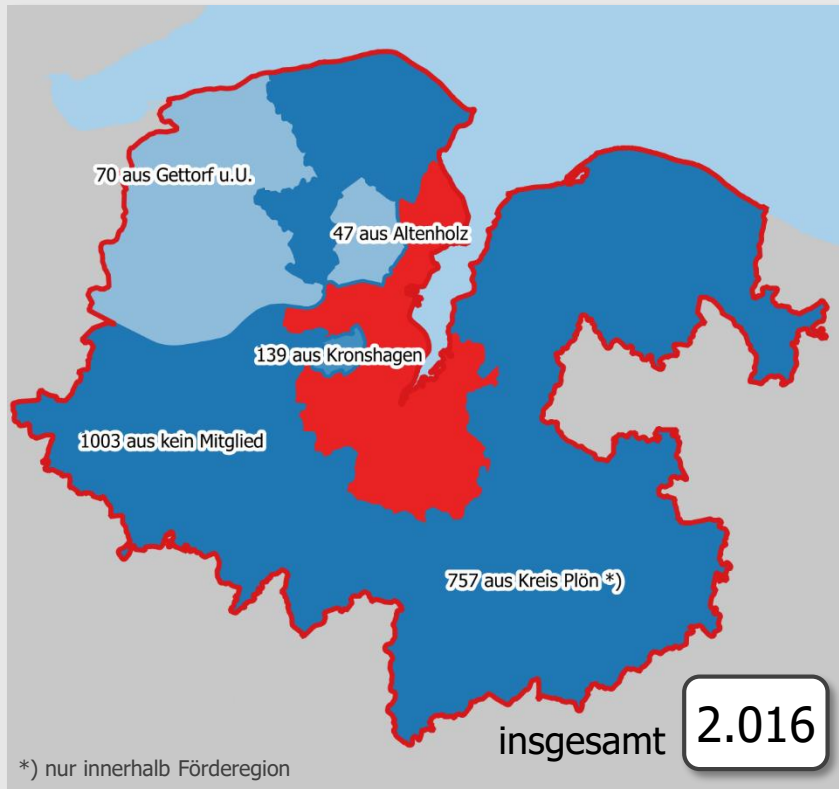 70 aus Gettorf u.U.
47 aus Altenholz
139 aus Kronshagen
1003 aus kein Mitglied
757 aus Kreis Plön *)
insgesamt 2.016
*) nur innerhalb Förderegion